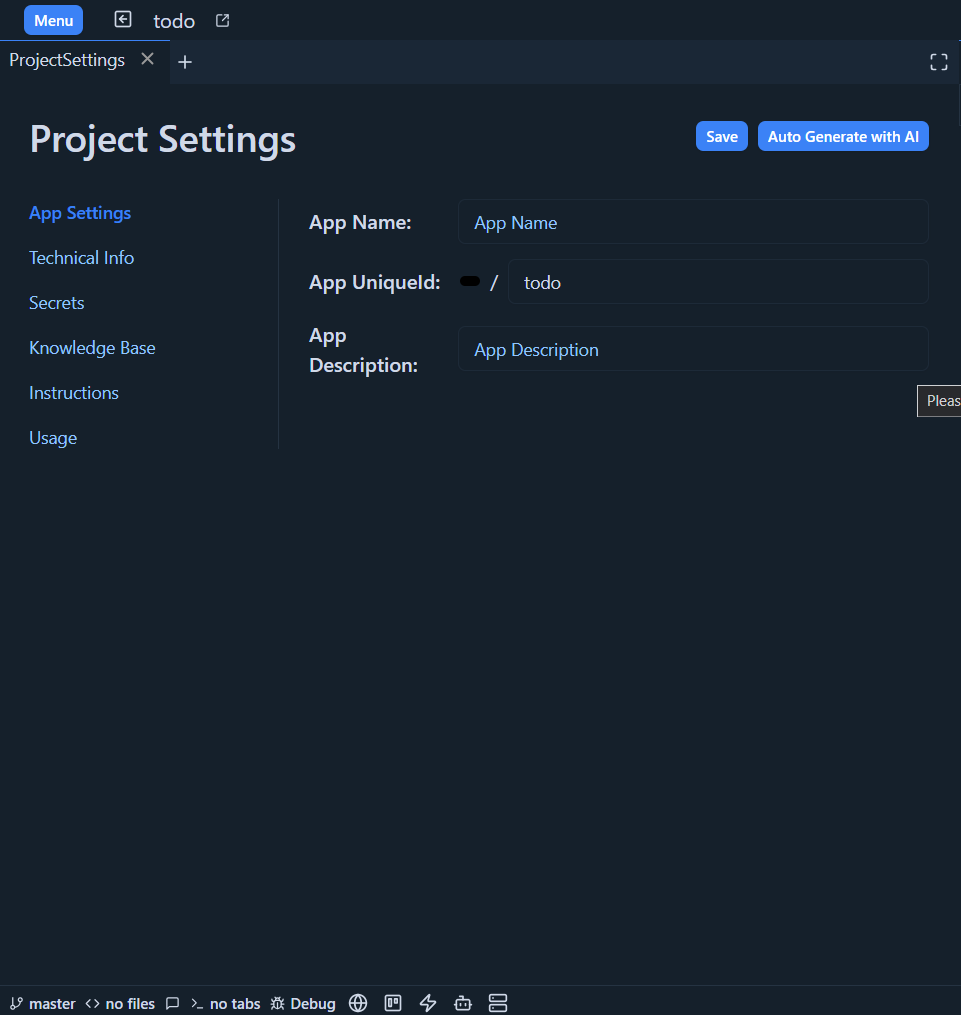 Menu todo
ProjectSettings
Project Settings
Save Auto Generate with AI
App Settings
Technical Info
Secrets
Knowledge Base
Instructions
Usage
App Name: App Name
App UniqueId: / todo
App
Description: App Description
Pleas
master no files no tabs Debug